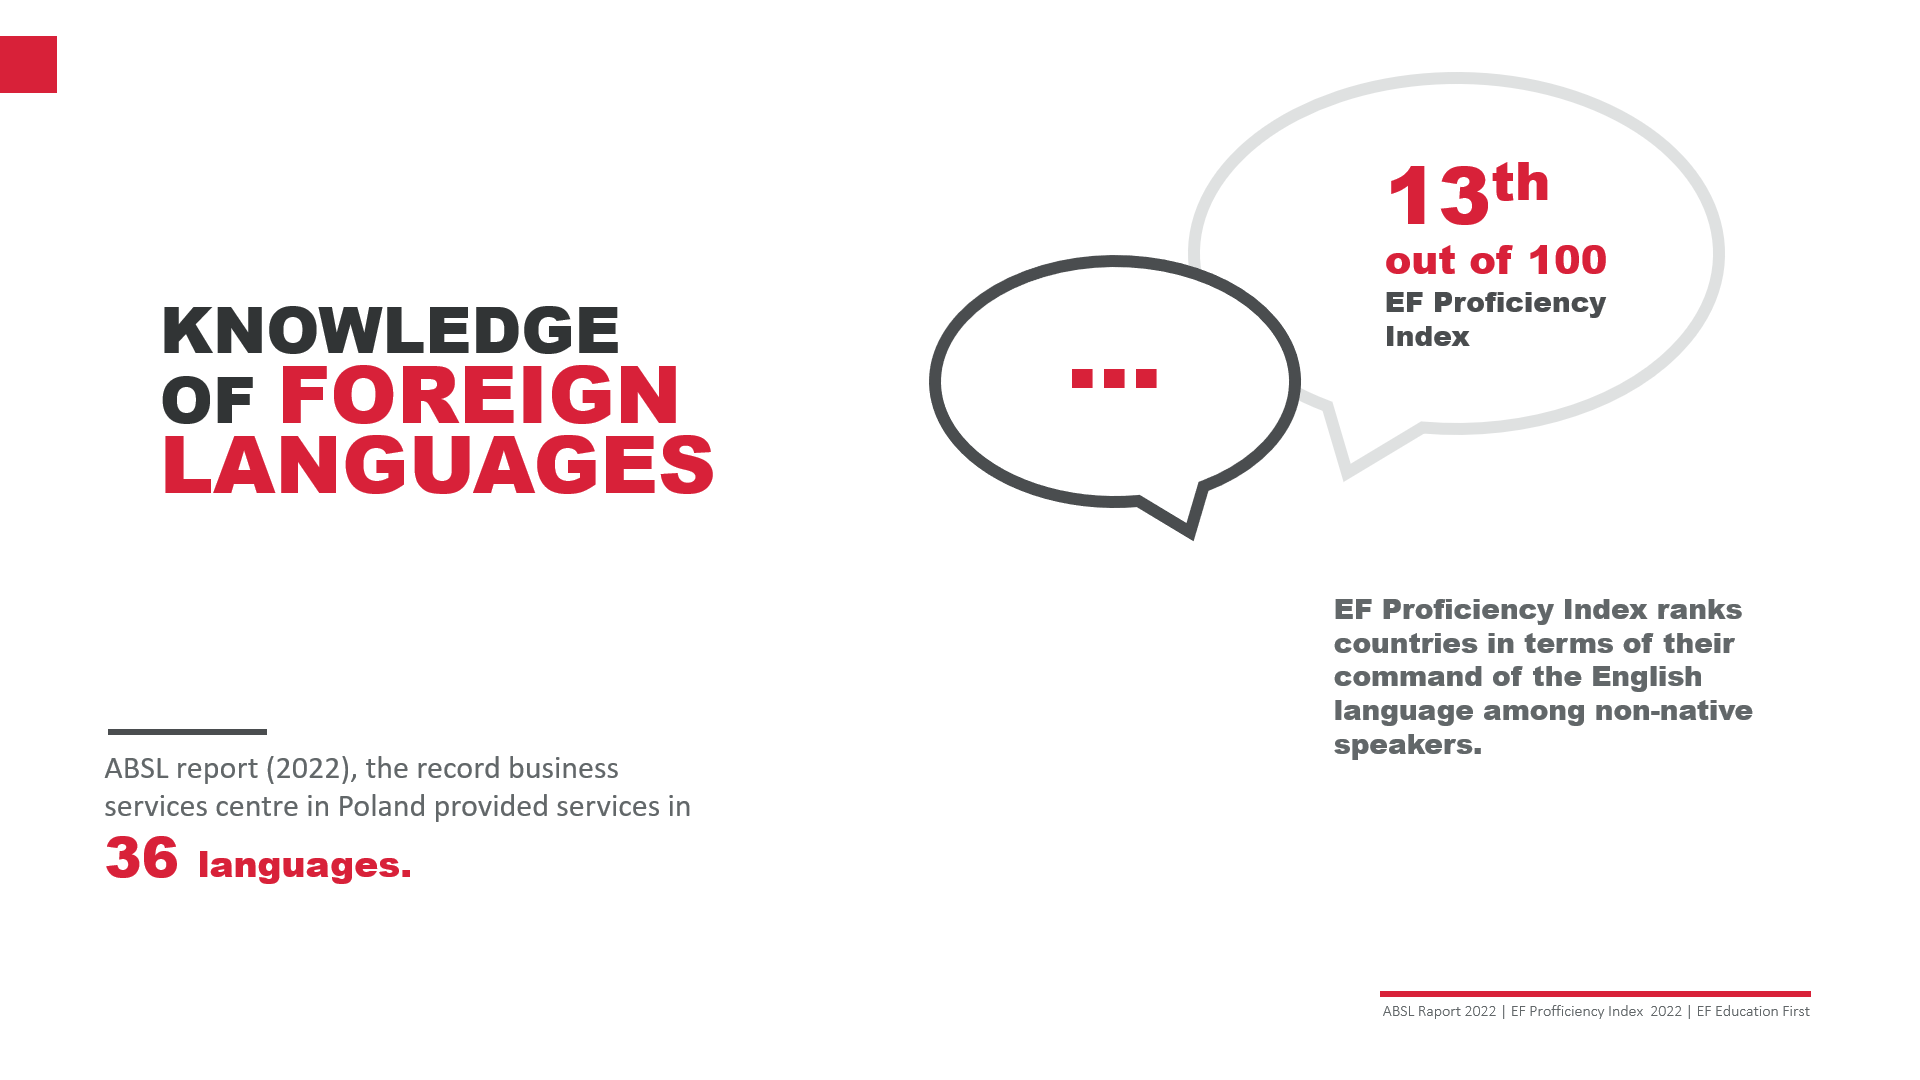 KNOWLEDGE
OF FOREIGN
LANGUAGES
13th
out of 100
EF Proficiency
Index
...
EF Proficiency Index ranks
countries in terms of their
command of the English
language among non-native
speakers.
ABSL report (2022), the record business
services centre in Poland provided services in
36 languages.
ABSL Raport 2022 | EF Profficiency Index 2022 | EF Education First